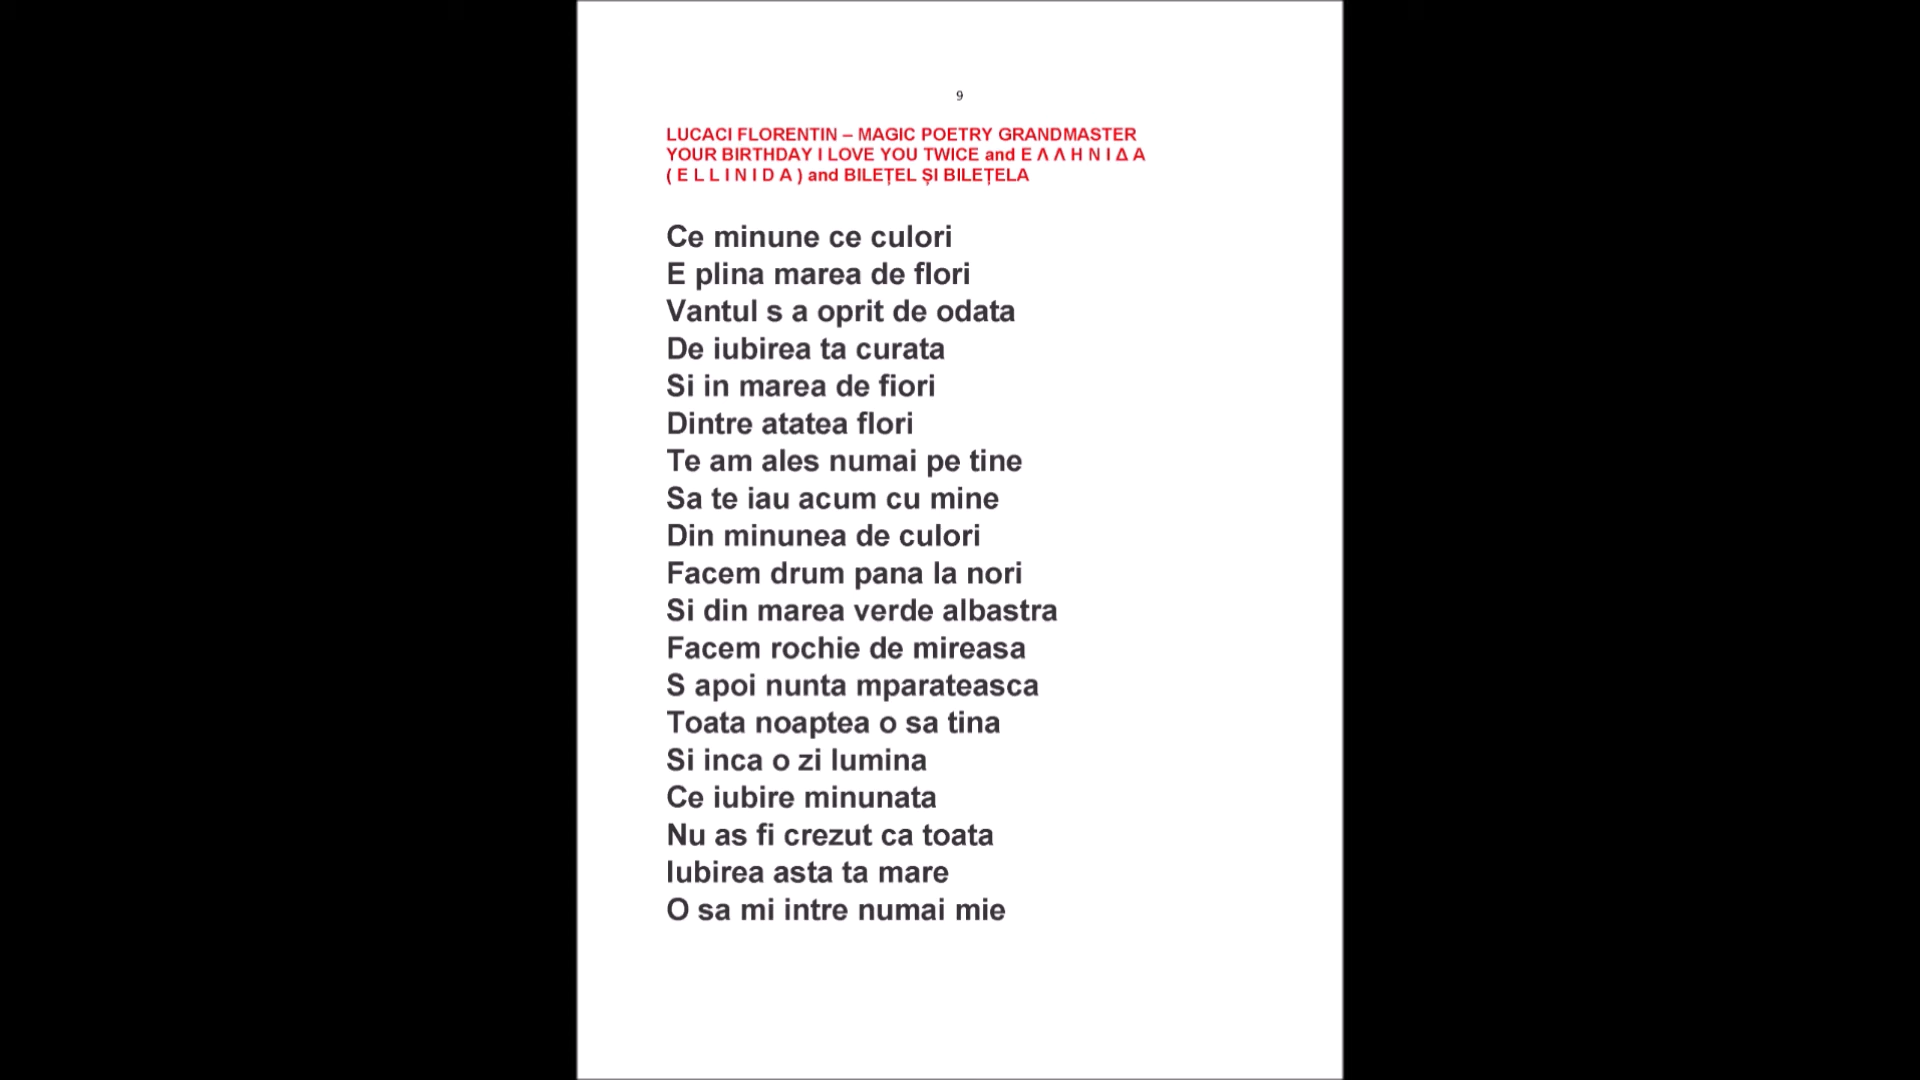 9
LUCACI FLORENTIN – MAGIC POETRY GRANDMASTER
YOUR BIRTHDAY I LOVE YOU TWICE and Ε Λ Λ Η Ν Ι Δ Α
( E L L I N I D A ) and BILEȚEL ȘI BILEȚELA
Ce minune ce culori
E plina marea de flori
Vantul s a oprit de odata
De iubirea ta curata
Si in marea de fiori
Dintre atatea flori
Te am ales numai pe tine
Sa te iau acum cu mine
Din minunea de culori
Facem drum pana la nori
Si din marea verde albastra
Facem rochie de mireasa
S apoi nunta mparateasca
Toata noaptea o sa tina
Si inca o zi lumina
Ce iubire minunata
Nu as fi crezut ca toata
Iubirea asta ta mare
O sa mi intre numai mie